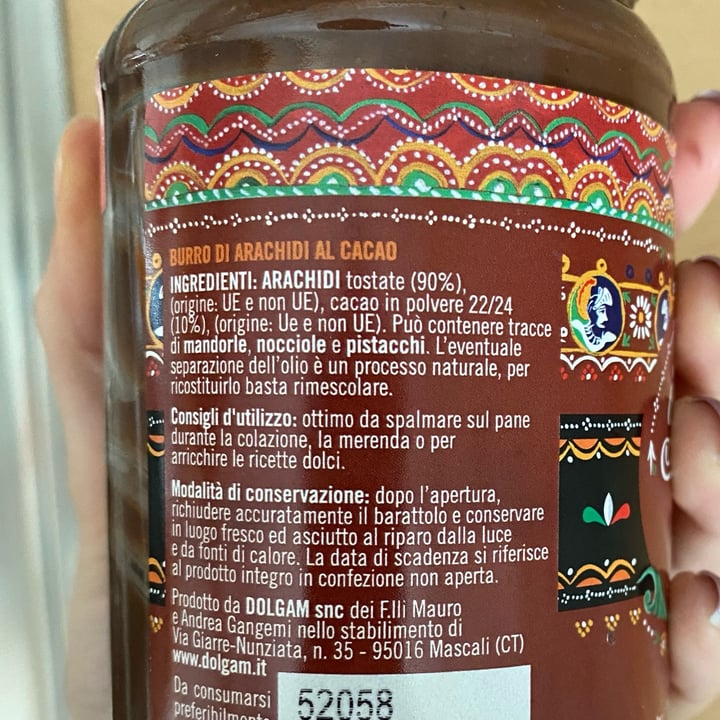 BURRO DI ARACHIDI AL CACAO
INGREDIENTI: ARACHIDI tostate (90%),
(origine: UE e non UE), cacao in polvere 22/24
(10%), (origine: Ue e non UE). Può contenere tracce
di mandorle, nocciole e pistacchi. L'eventuale
separazione dell'olio è un processo naturale, per
ricostituirlo basta rimescolare.
Consigli d'utilizzo: ottimo da spalmare sul pane
durante la colazione, la merenda o per
arricchire le ricette dolci.
Modalità di conservazione: dopo l'apertura,
richiudere accuratamente il barattolo e conservare
in luogo fresco ed asciutto al riparo dalla luce
e da fonti di calore. La data di scadenza si riferisce
al prodotto integro in confezione non aperta.
Prodotto da DOLGAM snc dei F.lli Mauro
e Andrea Gangemi nello stabilimento di
Via Giarre-Nunziata, n. 35 - 95016 Mascali (CT)
www.dolgam.it
Da consumarsi
preferibilmente
52058